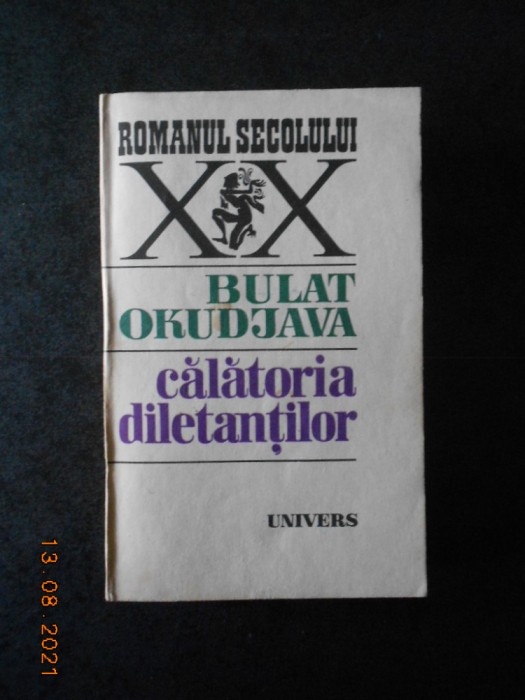 ROMANUL SECOLULUI
XX
BULAT
OKUDJAVA
călătoria
diletanților
UNIVERS
13.08.2021